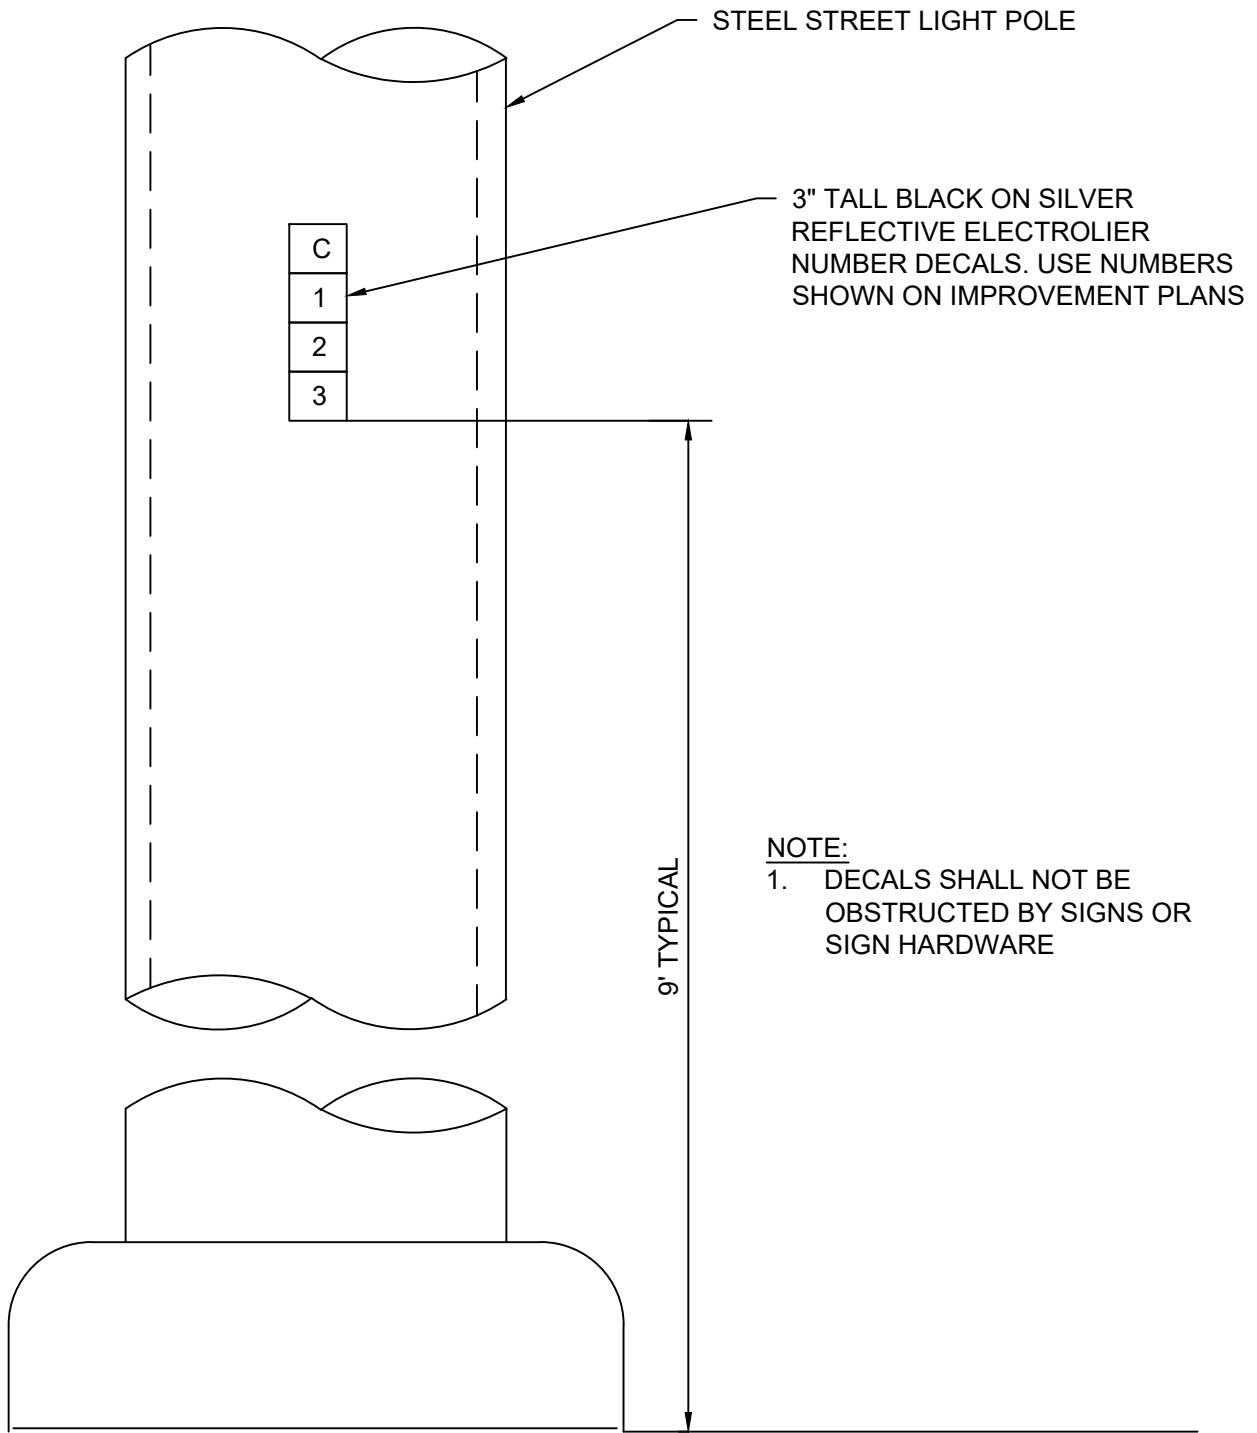 STEEL STREET LIGHT POLE
3" TALL BLACK ON SILVER
REFLECTIVE ELECTROLIER
NUMBER DECALS. USE NUMBERS
SHOWN ON IMPROVEMENT PLANS
C
1
2
3
9' TYPICAL
NOTE:
1. DECALS SHALL NOT BE
OBSTRUCTED BY SIGNS OR
SIGN HARDWARE